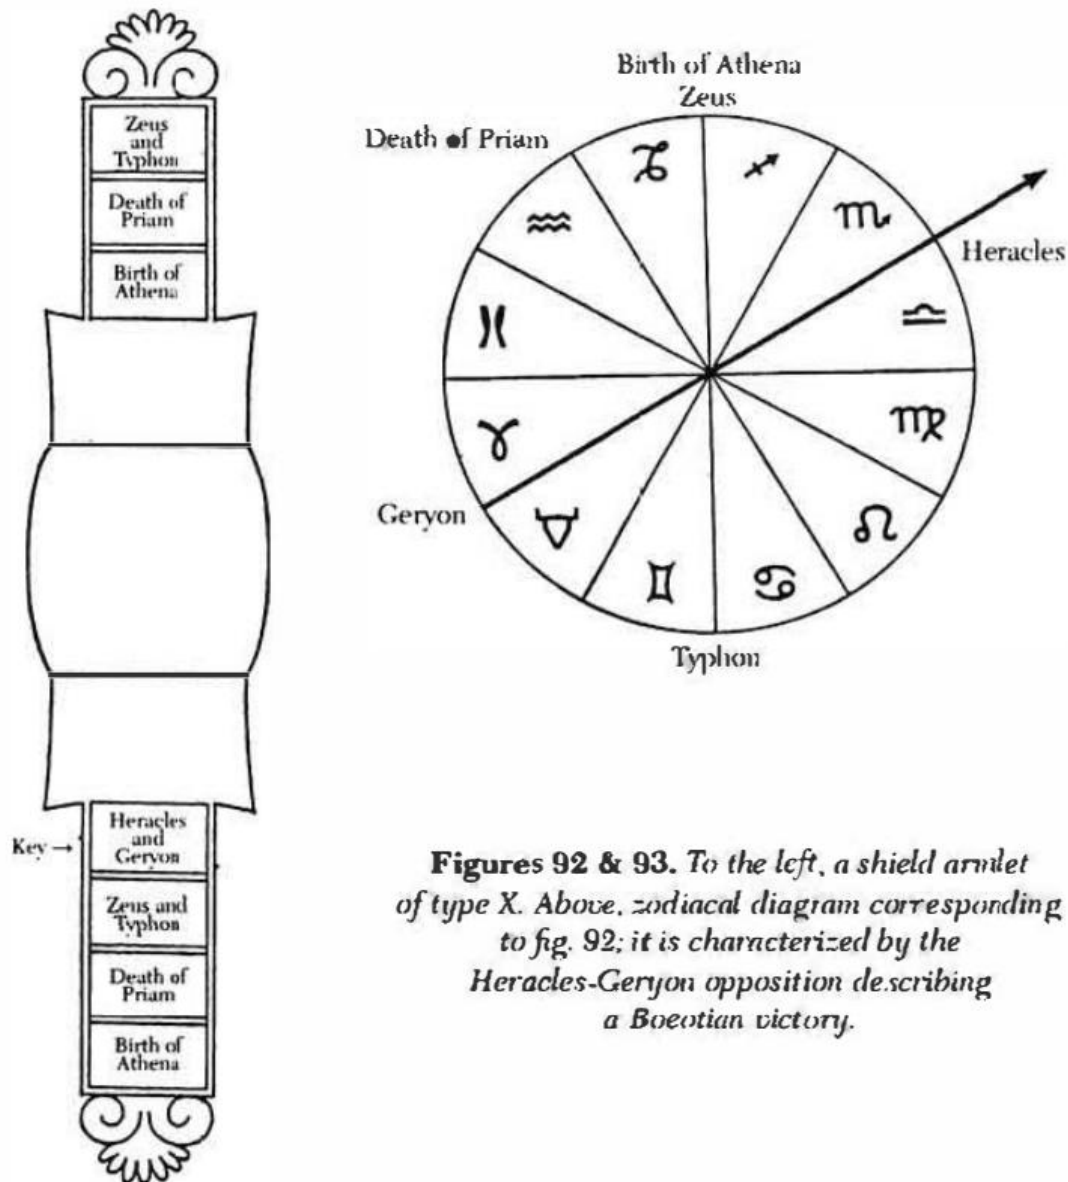 Zeus
and
Typhon
Death of
Priam
Birth of
Athena
Key →
Heracles
and
Geryon
Zeus and
Typhon
Death of
Priam
Birth of
Athena
Birth of Athena
Zeus
Death of Priam
Heracles
Geryon
Typhon
♑ ♐ ♏ ♎ ♍ ♌ ♋ ♊ ♉ ♈ ♓ ♒
Figures 92 & 93. To the left, a shield armlet
of type X. Above, zodiacal diagram corresponding
to fig. 92; it is characterized by the
Heracles-Geryon opposition describing
a Boeotian victory.